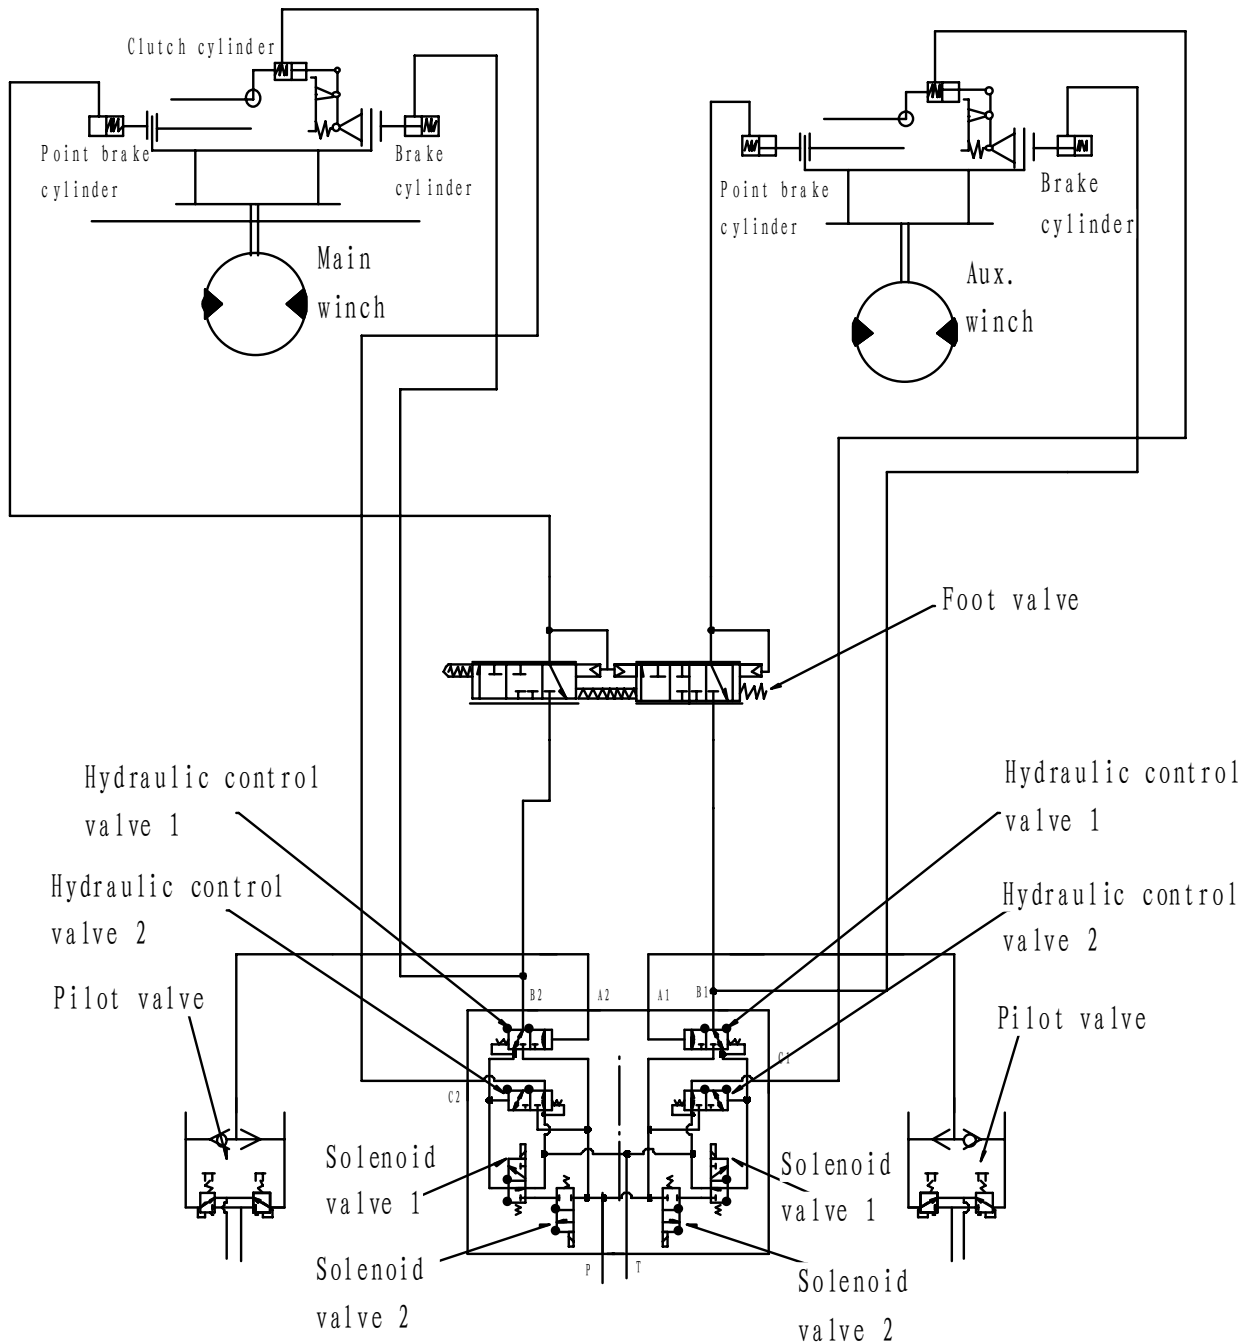 Clutch cylinder
Point brake
cylinder
Brake
cylinder
Main
winch
Point brake
cylinder
Brake
cylinder
Aux.
winch
Foot valve
Hydraulic control
valve 1
Hydraulic control
valve 1
Hydraulic control
valve 2
Hydraulic control
valve 2
Pilot valve
Pilot valve
B2
A2
A1
B1
C1
C2
Solenoid
valve 1
Solenoid
valve 1
Solenoid
valve 2
Solenoid
valve 2
P
T